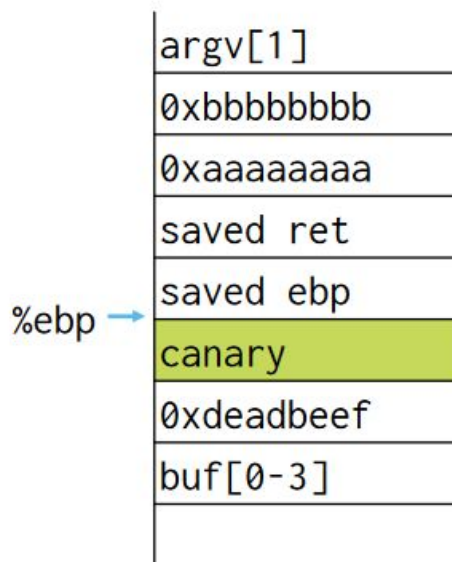 argv[1]
0xbbbbbbbb
0xaaaaaaaa
saved ret
saved ebp
%ebp
canary
0xdeadbeef
buf[0-3]